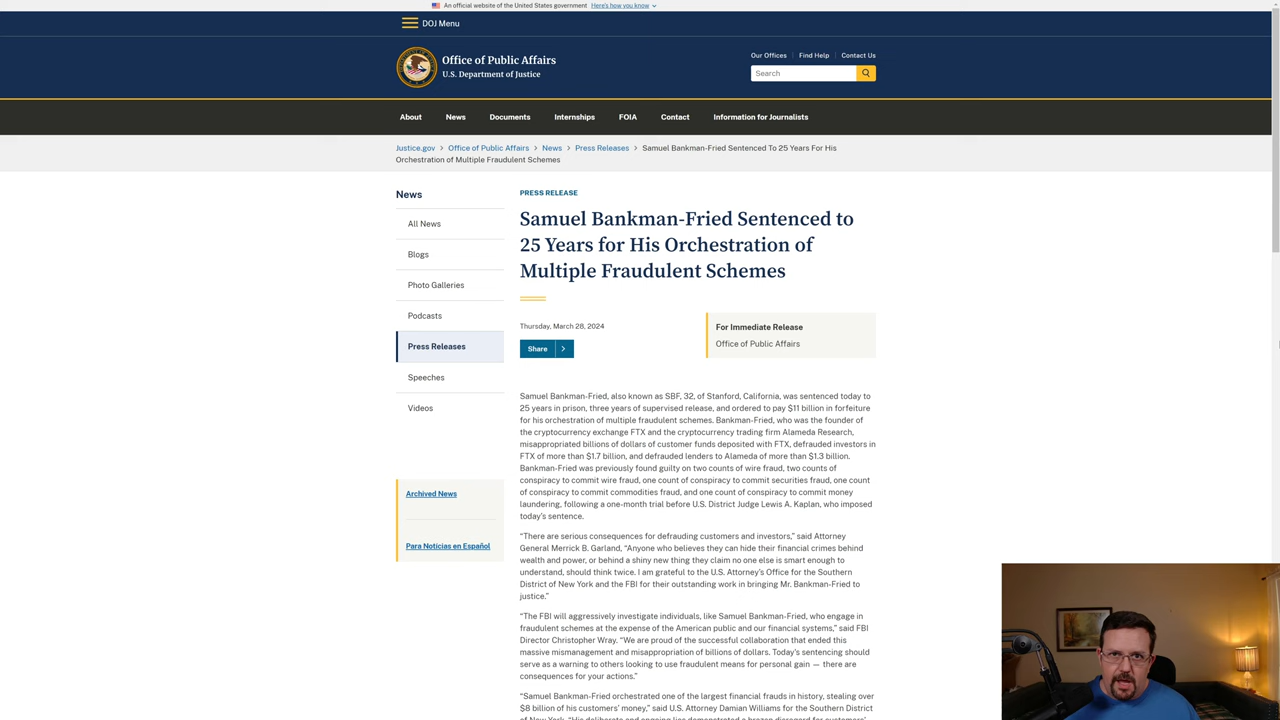 An official website of the United States government Here's how you know
DOJ Menu
Office of Public Affairs
U.S. Department of Justice
Our Offices
Find Help
Contact Us
Search
About
News
Documents
Internships
FOIA
Contact
Information for Journalists
Justice.gov > Office of Public Affairs > News > Press Releases > Samuel Bankman-Fried Sentenced To 25 Years For His
Orchestration of Multiple Fraudulent Schemes
News
All News
Blogs
Photo Galleries
Podcasts
Press Releases
Speeches
Videos
Archived News
Para Notícias en Español
PRESS RELEASE
Samuel Bankman-Fried Sentenced to
25 Years for His Orchestration of
Multiple Fraudulent Schemes
Thursday, March 28, 2024
Share
For Immediate Release
Office of Public Affairs
Samuel Bankman-Fried, also known as SBF, 32, of Stanford, California, was sentenced today to
25 years in prison, three years of supervised release, and ordered to pay $11 billion in forfeiture
for his orchestration of multiple fraudulent schemes. Bankman-Fried, who was the founder of
the cryptocurrency exchange FTX and the cryptocurrency trading firm Alameda Research,
misappropriated billions of dollars of customer funds deposited with FTX, defrauded investors in
FTX of more than $1.7 billion, and defrauded lenders to Alameda of more than $1.3 billion.
Bankman-Fried was previously found guilty on two counts of wire fraud, two counts of
conspiracy to commit wire fraud, one count of conspiracy to commit securities fraud, one count
of conspiracy to commit commodities fraud, and one count of conspiracy to commit money
laundering, following a one-month trial before U.S. District Judge Lewis A. Kaplan, who imposed
today's sentence.
“There are serious consequences for defrauding customers and investors,” said Attorney
General Merrick B. Garland, “Anyone who believes they can hide their financial crimes behind
wealth and power, or behind a shiny new thing they claim no one else is smart enough to
understand, should think twice. I am grateful to the U.S. Attorney's Office for the Southern
District of New York and the FBI for their outstanding work in bringing Mr. Bankman-Fried to
justice.”
“The FBI will aggressively investigate individuals, like Samuel Bankman-Fried, who engage in
fraudulent schemes at the expense of the American public and our financial systems,” said FBI
Director Christopher Wray. “We are proud of the successful collaboration that ended this
massive mismanagement and misappropriation of billions of dollars. Today's sentencing should
serve as a warning to others looking to use fraudulent means for personal gain — there are
consequences for your actions.”
“Samuel Bankman-Fried orchestrated one of the largest financial frauds in history, stealing over
$8 billion of his customers' money,” said U.S. Attorney Damian Williams for the Southern District
of New York. “His deliberate and ongoing lies demonstrated a brazen disregard for customers'